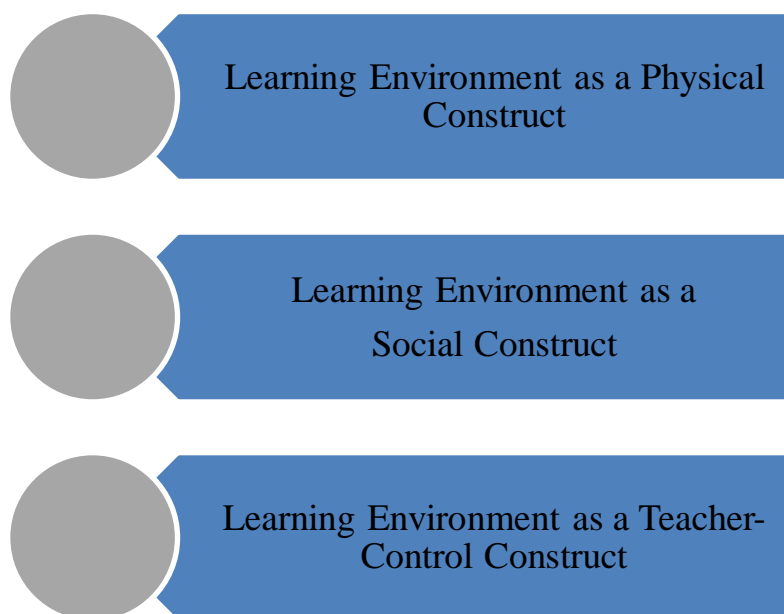 Learning Environment as a Physical
Construct
Learning Environment as a
Social Construct
Learning Environment as a Teacher-
Control Construct